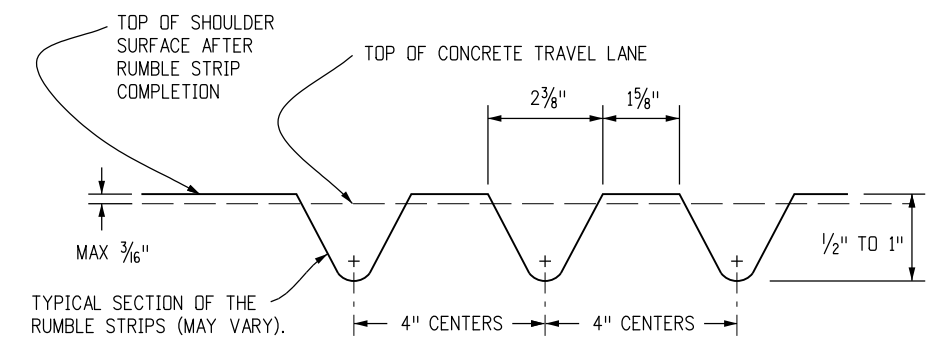 TOP OF SHOULDER
SURFACE AFTER
RUMBLE STRIP
COMPLETION
TOP OF CONCRETE TRAVEL LANE
2⅜"
1⅝"
MAX 3/16"
½" TO 1"
TYPICAL SECTION OF THE
RUMBLE STRIPS (MAY VARY).
4" CENTERS
4" CENTERS